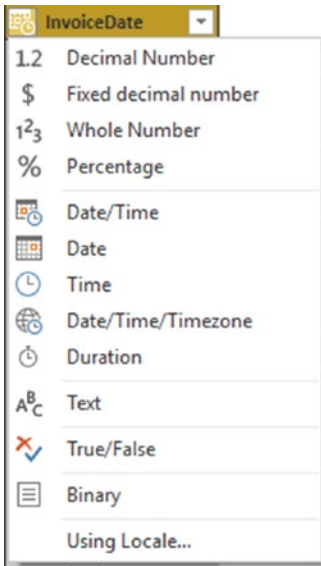 InvoiceDate
1.2 Decimal Number
$ Fixed decimal number
1²3 Whole Number
% Percentage
Date/Time
Date
Time
Date/Time/Timezone
Duration
ABC Text
True/False
Binary
Using Locale...